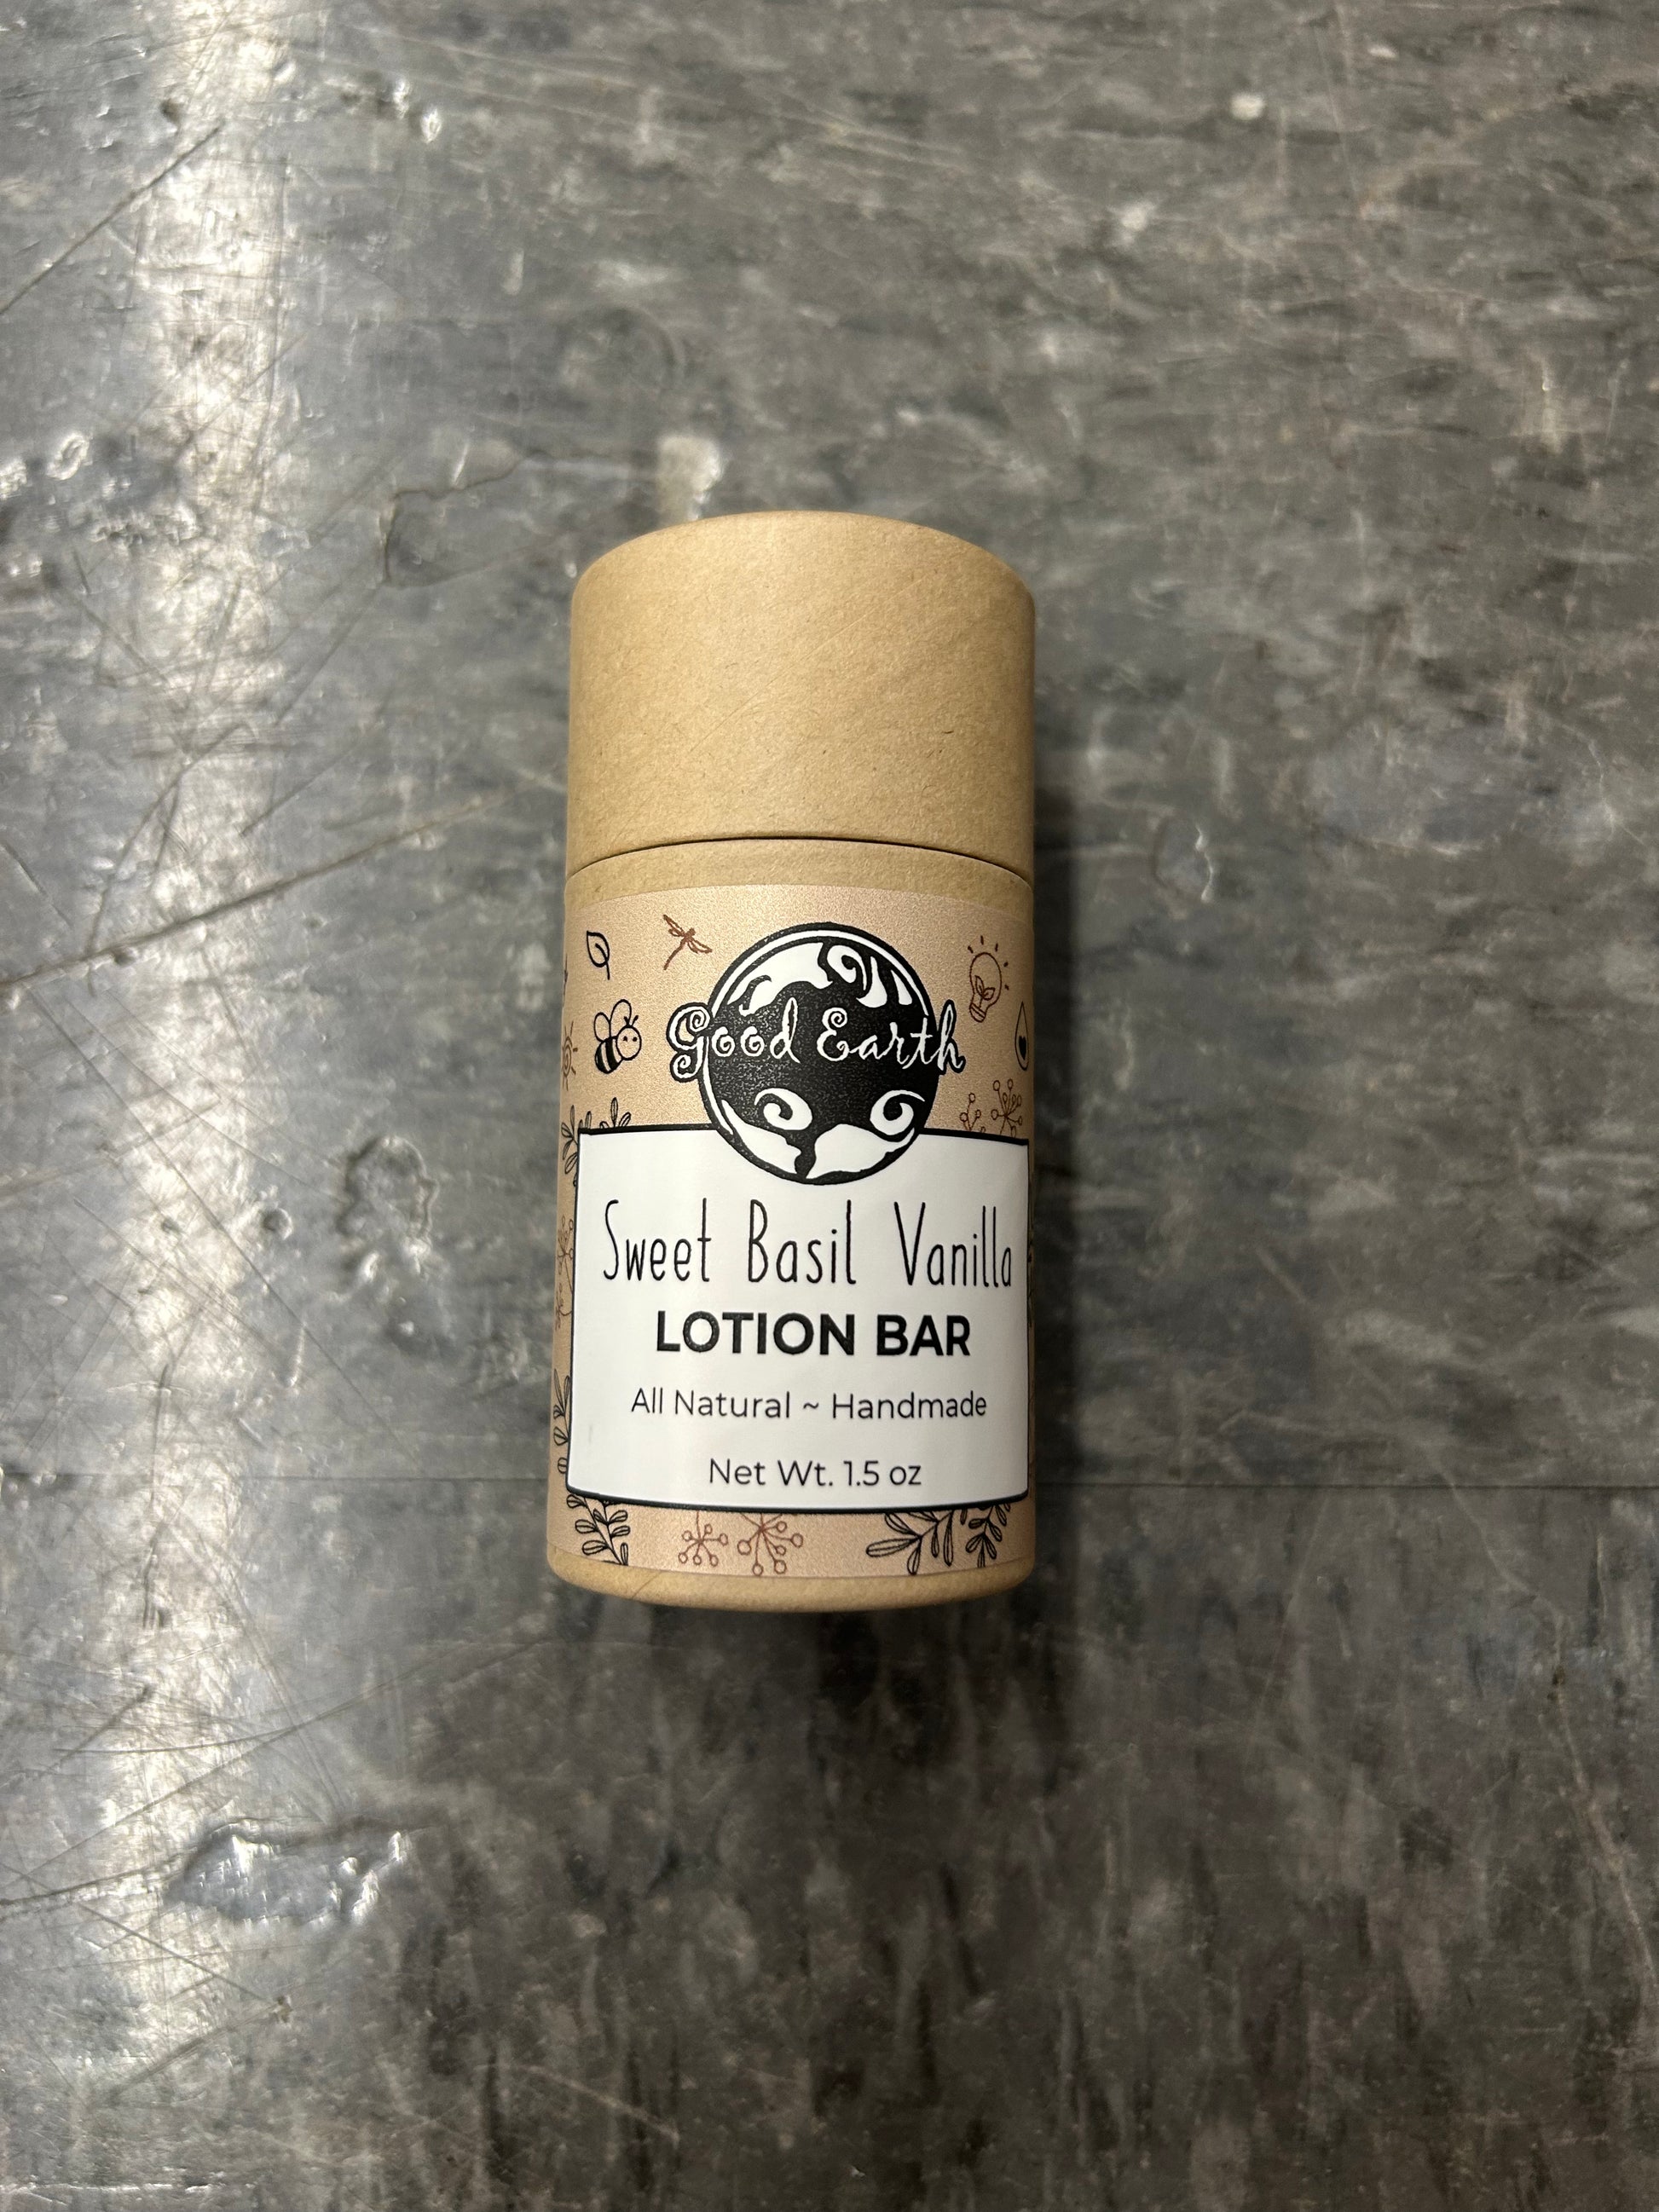 Good Earth
Sweet Basil Vanilla
LOTION BAR
All Natural ~ Handmade
Net Wt. 1.5 oz